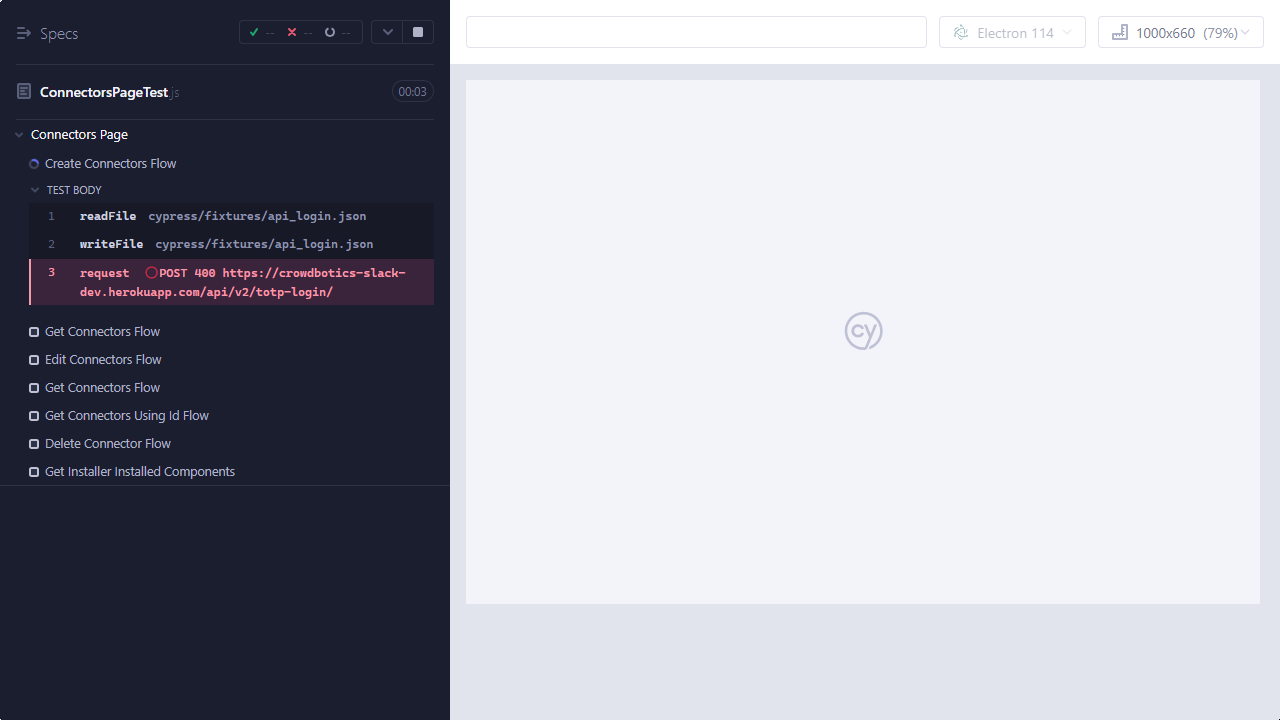 Specs
--
--
--
Electron 114
1000x660 (79%)
ConnectorsPageTest.js
00:03
Connectors Page
Create Connectors Flow
TEST BODY
1 readFile cypress/fixtures/api_login.json
2 writeFile cypress/fixtures/api_login.json
3 request POST 400 https://crowdbotics-slack-
dev.herokuapp.com/api/v2/totp-login/
Get Connectors Flow
Edit Connectors Flow
Get Connectors Flow
Get Connectors Using Id Flow
Delete Connector Flow
Get Installer Installed Components
cy